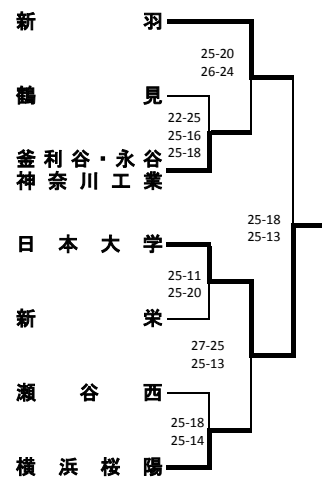 新羽
25-20
26-24
鶴見
22-25
25-16
25-18
釜利谷・永谷
神奈川工業
25-18
25-13
日本大学
25-11
25-20
新栄
27-25
25-13
瀬谷西
25-18
25-14
横浜桜陽